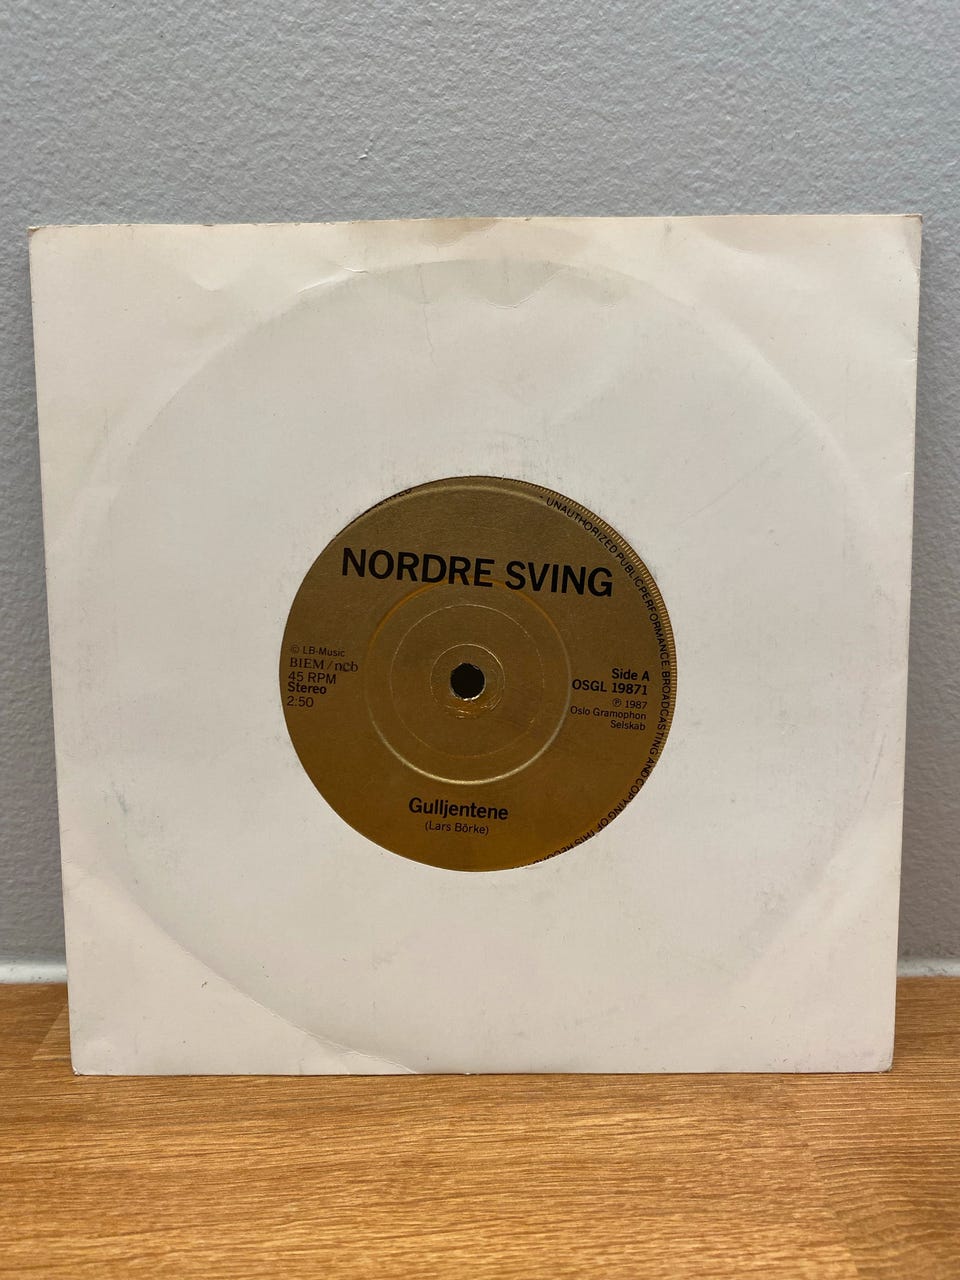 NORDRE SVING
© LB-Music
BIEM/ncb
45 RPM
Stereo
2:50
Side A
OSGL 19871
℗ 1987
Oslo Gramophon
Selskab
Gulljentene
(Lars Börke)
UNAUTHORIZED PUBLIC PERFORMANCE. BROADCASTING AND COPYING OF THIS RECORD